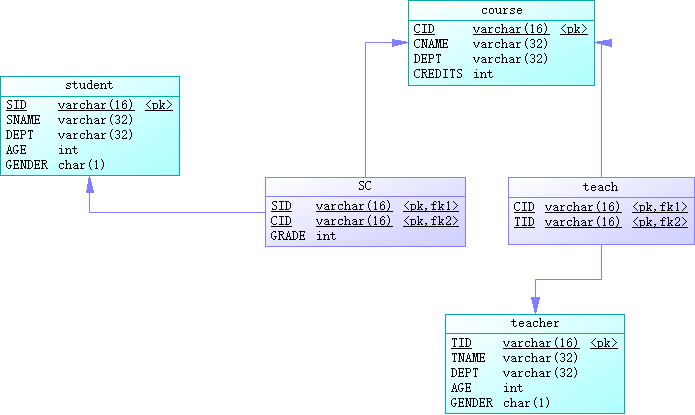 course
CID varchar(16) <pk>
CNAME varchar(32)
DEPT varchar(32)
CREDITS int
student
SID varchar(16) <pk>
SNAME varchar(32)
DEPT varchar(32)
AGE int
GENDER char(1)
SC
SID varchar(16) <pk,fk1>
CID varchar(16) <pk,fk2>
GRADE int
teach
CID varchar(16) <pk,fk1>
TID varchar(16) <pk,fk2>
teacher
TID varchar(16) <pk>
TNAME varchar(32)
DEPT varchar(32)
AGE int
GENDER char(1)